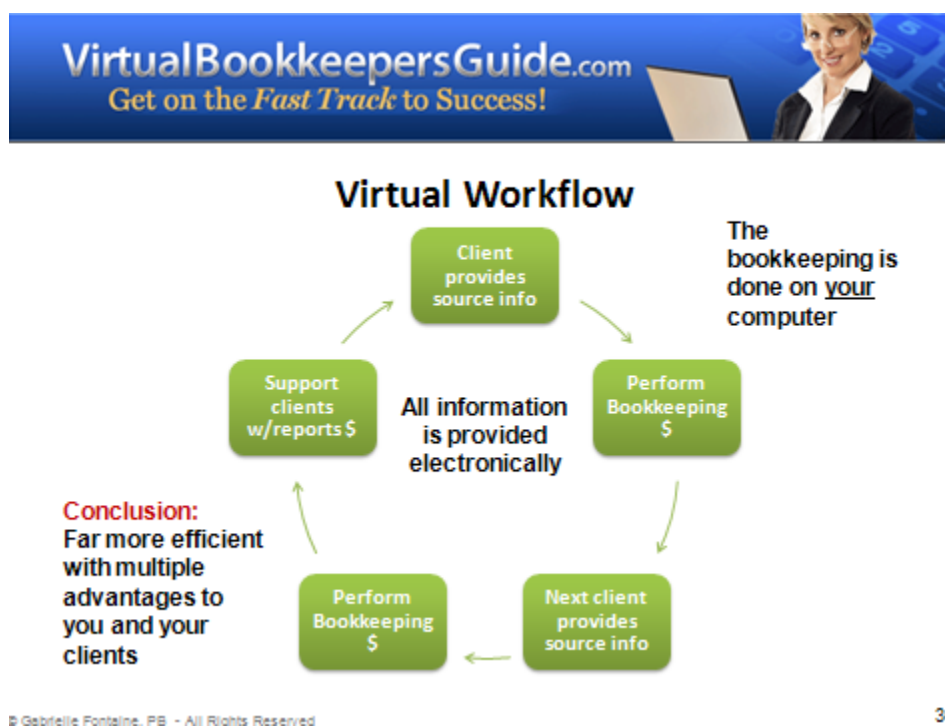 VirtualBookkeepersGuide.com
Get on the Fast Track to Success!
Virtual Workflow
Client
provides
source info
The
bookkeeping is
done on your
computer
Perform
Bookkeeping
$
Next client
provides
source info
Perform
Bookkeeping
$
Support
clients
w/reports $
All information
is provided
electronically
Conclusion:
Far more efficient
with multiple
advantages to
you and your
clients
© Gabrielle Fontaine, PB - All Rights Reserved
3